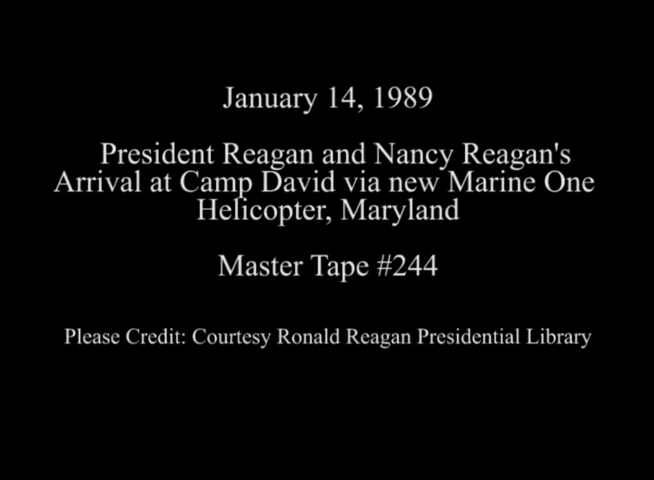 January 14, 1989
President Reagan and Nancy Reagan's
Arrival at Camp David via new Marine One
Helicopter, Maryland
Master Tape #244
Please Credit: Courtesy Ronald Reagan Presidential Library